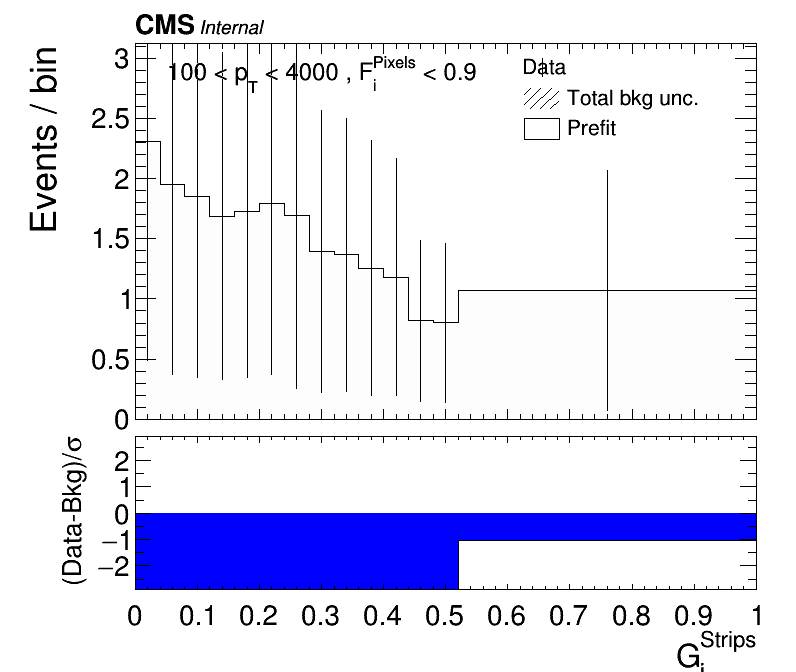 CMS Internal
Events / bin
3
2.5
2
1.5
1
0.5
0
100 < p_T < 4000 , F_i^Pixels < 0.9
Data
Total bkg unc.
Prefit
(Data-Bkg)/σ
2
1
0
−1
−2
0 0.1 0.2 0.3 0.4 0.5 0.6 0.7 0.8 0.9 1
G_i^Strips